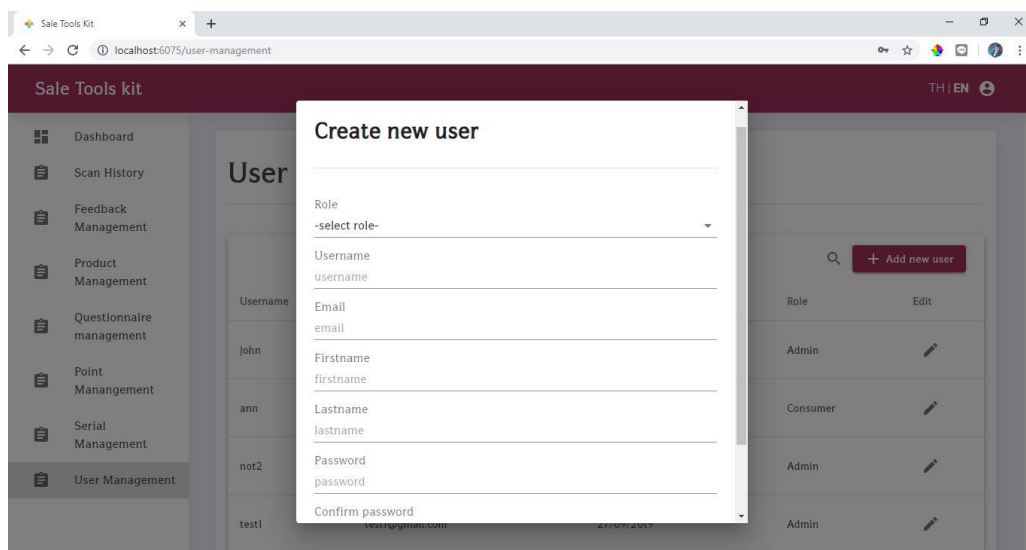 Sale Tools Kit
localhost:6075/user-management
Sale Tools kit
TH | EN
Dashboard
Scan History
Feedback
Management
Product
Management
Questionnaire
management
Point
Manangement
Serial
Management
User Management
User
Add new user
Username
Role
Edit
john
Admin
ann
Consumer
not2
Admin
test1
test1@gmail.com
27/09/2019
Admin
Create new user
Role
-select role-
Username
username
Email
email
Firstname
firstname
Lastname
lastname
Password
password
Confirm password